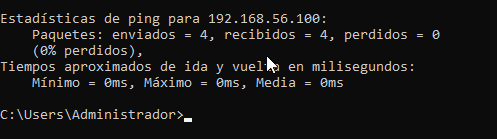 Estadísticas de ping para 192.168.56.100:
Paquetes: enviados = 4, recibidos = 4, perdidos = 0
(0% perdidos),
Tiempos aproximados de ida y vuelta en milisegundos:
Mínimo = 0ms, Máximo = 0ms, Media = 0ms
C:\Users\Administrador>